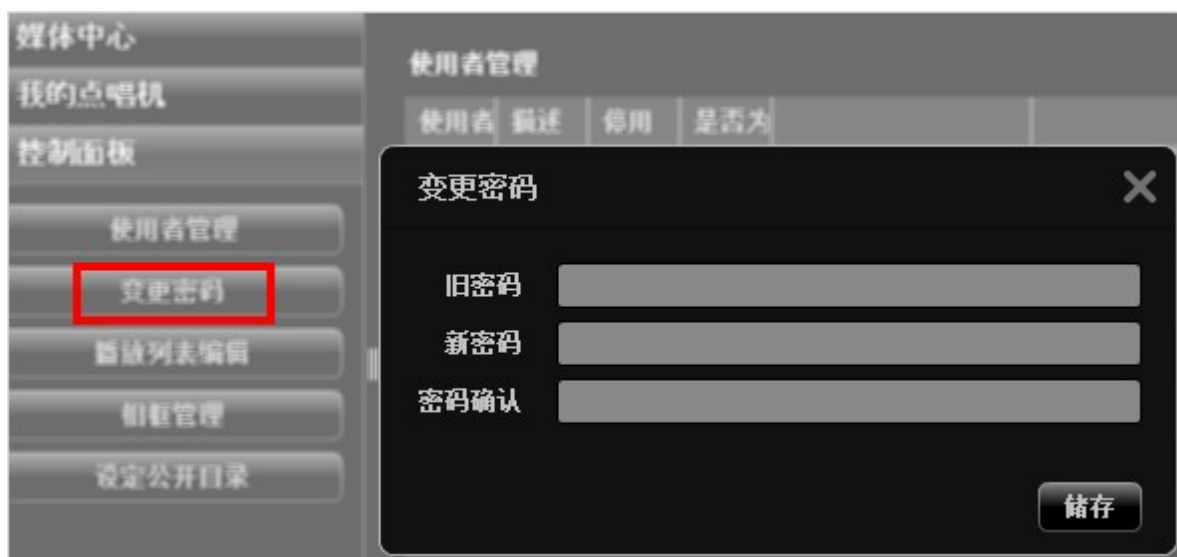 媒体中心
我的点唱机
控制面板
使用者管理
变更密码
播放列表编辑
相框管理
设定公开目录
使用者管理
使用者 描述 停用 是否为
变更密码
旧密码
新密码
密码确认
储存